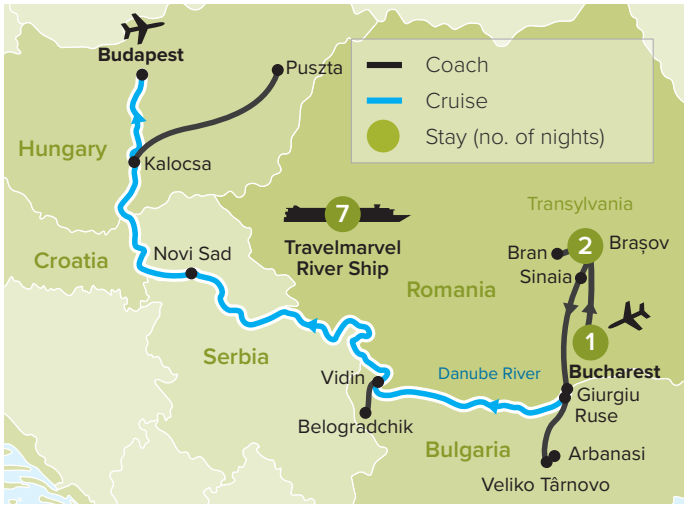 Budapest
Puszta
Coach
Cruise
Stay (no. of nights)
Hungary
Kalocsa
Transylvania
7
Travelmarvel
River Ship
2
Brașov
Bran
Sinaia
Novi Sad
Croatia
Romania
1
Bucharest
Serbia
Vidin
Danube River
Giurgiu
Ruse
Belogradchik
Bulgaria
Arbanasi
Veliko Târnovo